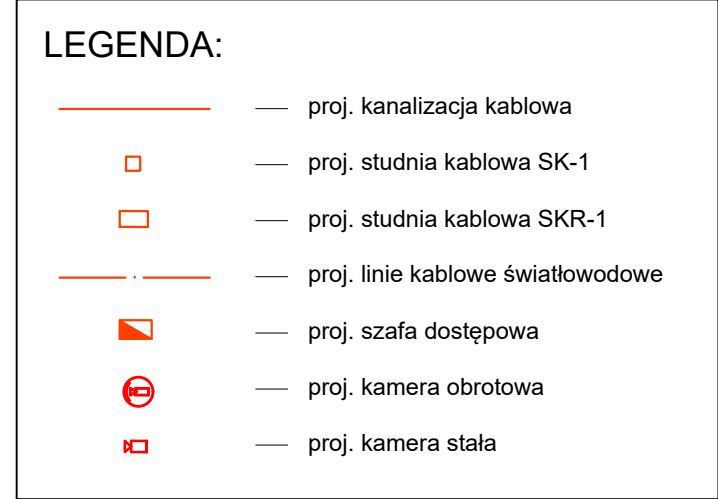 LEGENDA:
proj. kanalizacja kablowa
proj. studnia kablowa SK-1
proj. studnia kablowa SKR-1
proj. linie kablowe światłowodowe
proj. szafa dostępowa
proj. kamera obrotowa
proj. kamera stała